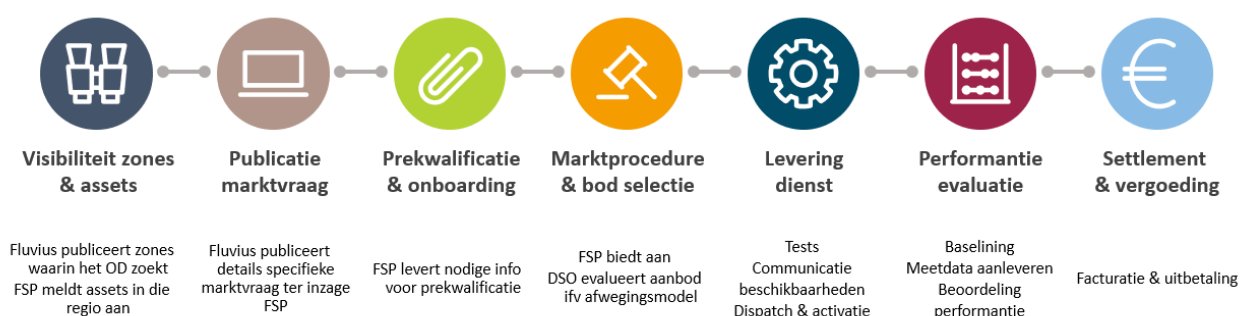 Visibiliteit zones
& assets
Publicatie
marktvraag
Prekwalificatie
& onboarding
Marktprocedure
& bod selectie
Levering
dienst
Performantie
evaluatie
Settlement
& vergoeding
Fluvius publiceert zones
waarin het OD zoekt
FSP meldt assets in die
regio aan
Fluvius publiceert
details specifieke
marktvraag ter inzage
FSP
FSP levert nodige info
voor prekwalificatie
FSP biedt aan
DSO evalueert aanbod
ifv afwegingsmodel
Tests
Communicatie
beschikbaarheden
Dispatch & activatie
Baselining
Meetdata aanleveren
Beoordeling
performantie
Facturatie & uitbetaling